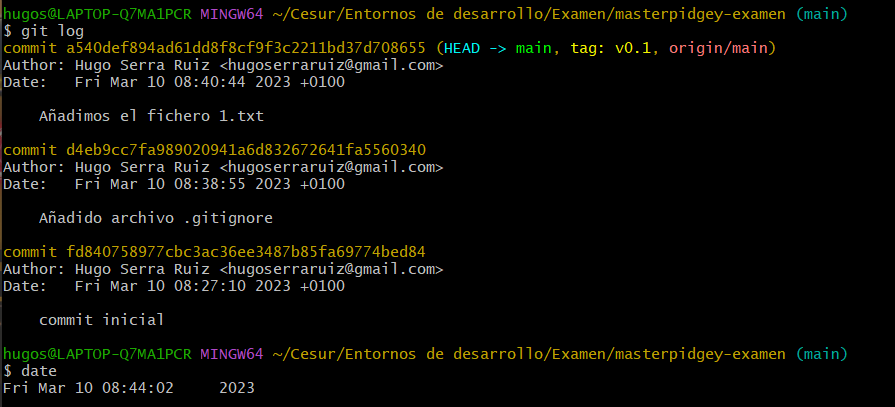 hugos@LAPTOP-Q7MA1PCR MINGW64 ~/Cesur/Entornos de desarrollo/Examen/masterpidgey-examen (main)
$ git log
commit a540def894ad61dd8f8cf9f3c2211bd37d708655 (HEAD -> main, tag: v0.1, origin/main)
Author: Hugo Serra Ruiz <hugoserraruiz@gmail.com>
Date:   Fri Mar 10 08:40:44 2023 +0100

    Añadimos el fichero 1.txt

commit d4eb9cc7fa989020941a6d832672641fa5560340
Author: Hugo Serra Ruiz <hugoserraruiz@gmail.com>
Date:   Fri Mar 10 08:38:55 2023 +0100

    Añadido archivo .gitignore

commit fd840758977cbc3ac36ee3487b85fa69774bed84
Author: Hugo Serra Ruiz <hugoserraruiz@gmail.com>
Date:   Fri Mar 10 08:27:10 2023 +0100

    commit inicial

hugos@LAPTOP-Q7MA1PCR MINGW64 ~/Cesur/Entornos de desarrollo/Examen/masterpidgey-examen (main)
$ date
Fri Mar 10 08:44:02     2023